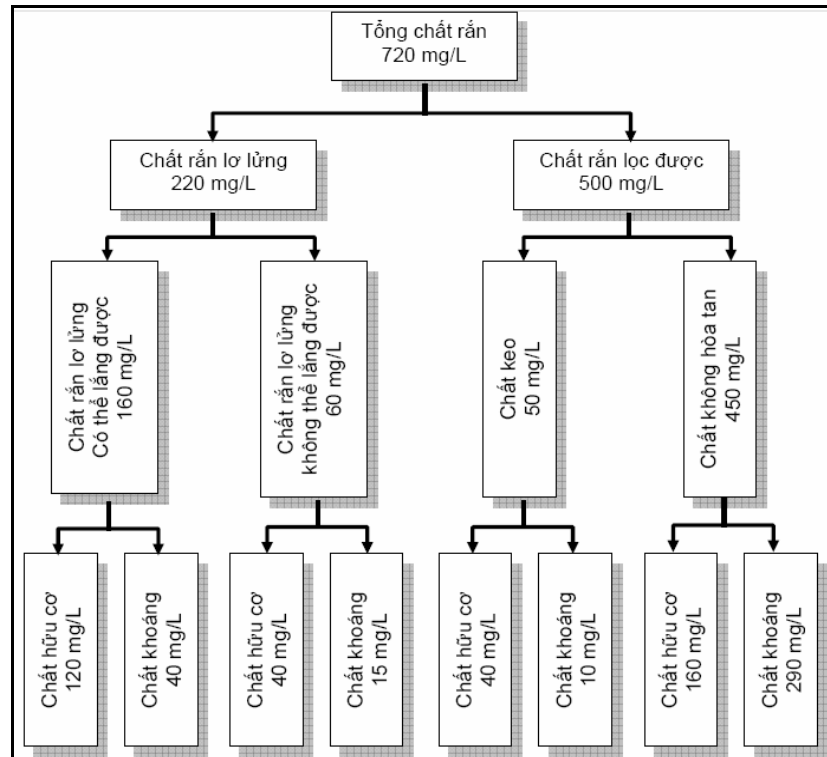 Tổng chất rắn
720 mg/L
Chất rắn lơ lửng
220 mg/L
Chất rắn lọc được
500 mg/L
Chất rắn lơ lửng
Có thể lắng được
160 mg/L
Chất rắn lơ lửng
không thể lắng được
60 mg/L
Chất keo
50 mg/L
Chất không hòa tan
450 mg/L
Chất hữu cơ
120 mg/L
Chất khoáng
40 mg/L
Chất hữu cơ
40 mg/L
Chất khoáng
15 mg/L
Chất hữu cơ
40 mg/L
Chất khoáng
10 mg/L
Chất hữu cơ
160 mg/L
Chất khoáng
290 mg/L